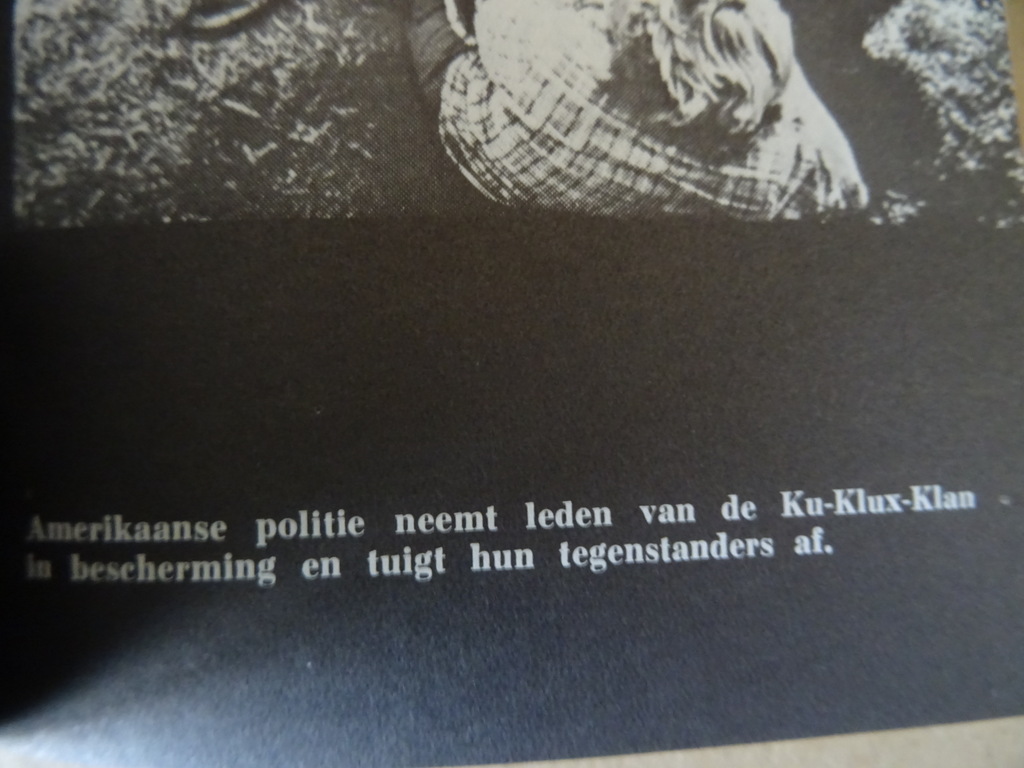 Amerikaanse politie neemt leden van de Ku-Klux-Klan
in bescherming en tuigt hun tegenstanders af.